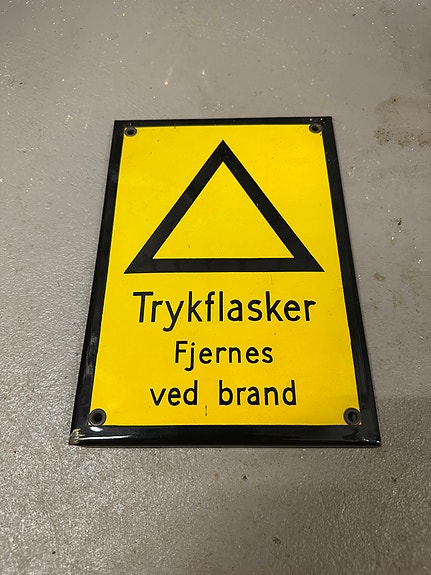 Trykflasker
Fjernes
ved brand